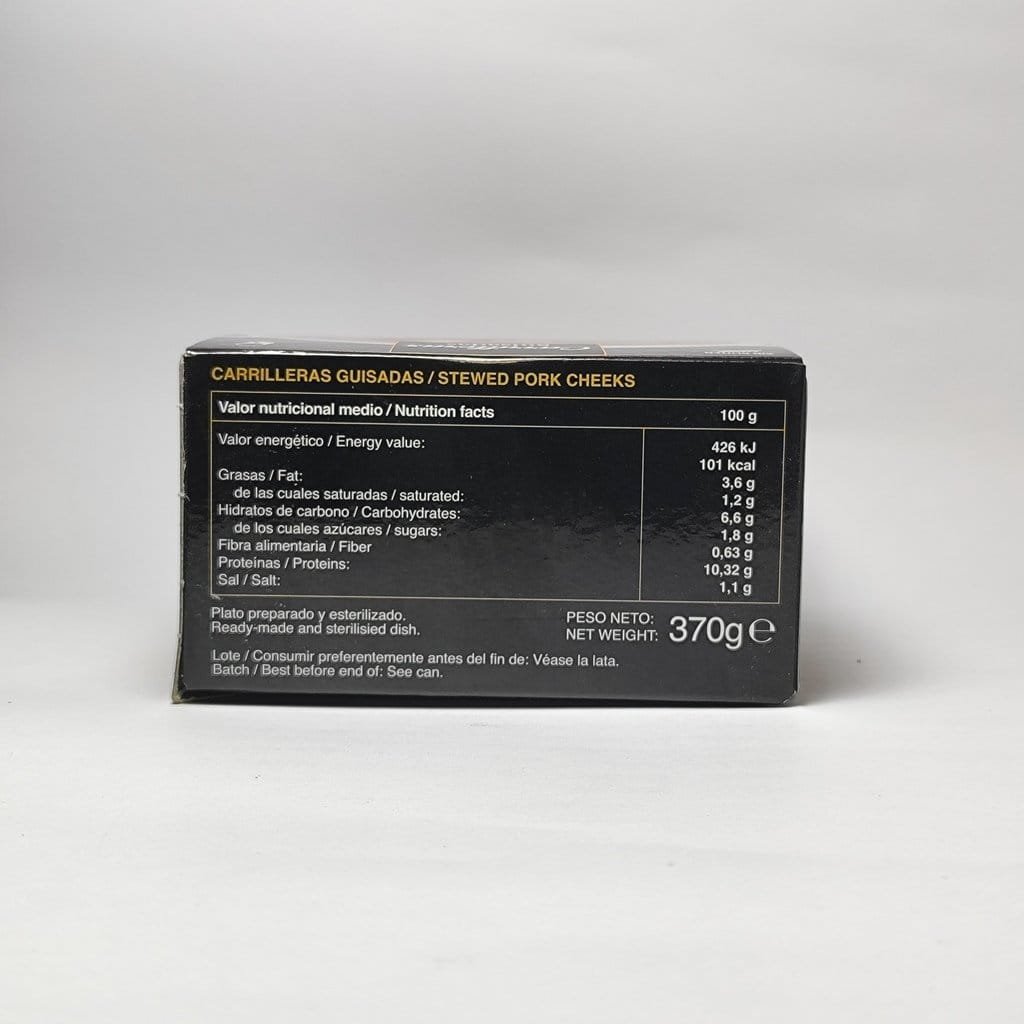 CARRILLERAS GUISADAS / STEWED PORK CHEEKS
Valor nutricional medio / Nutrition facts 100 g
Valor energético / Energy value: 426 kJ
101 kcal
Grasas / Fat: 3,6 g
de las cuales saturadas / saturated: 1,2 g
Hidratos de carbono / Carbohydrates: 6,6 g
de los cuales azúcares / sugars: 1,8 g
Fibra alimentaria / Fiber 0,63 g
Proteínas / Proteins: 10,32 g
Sal / Salt: 1,1 g
Plato preparado y esterilizado.
Ready-made and sterilisied dish.
PESO NETO:
NET WEIGHT: 370g ℮
Lote / Consumir preferentemente antes del fin de: Véase la lata.
Batch / Best before end of: See can.